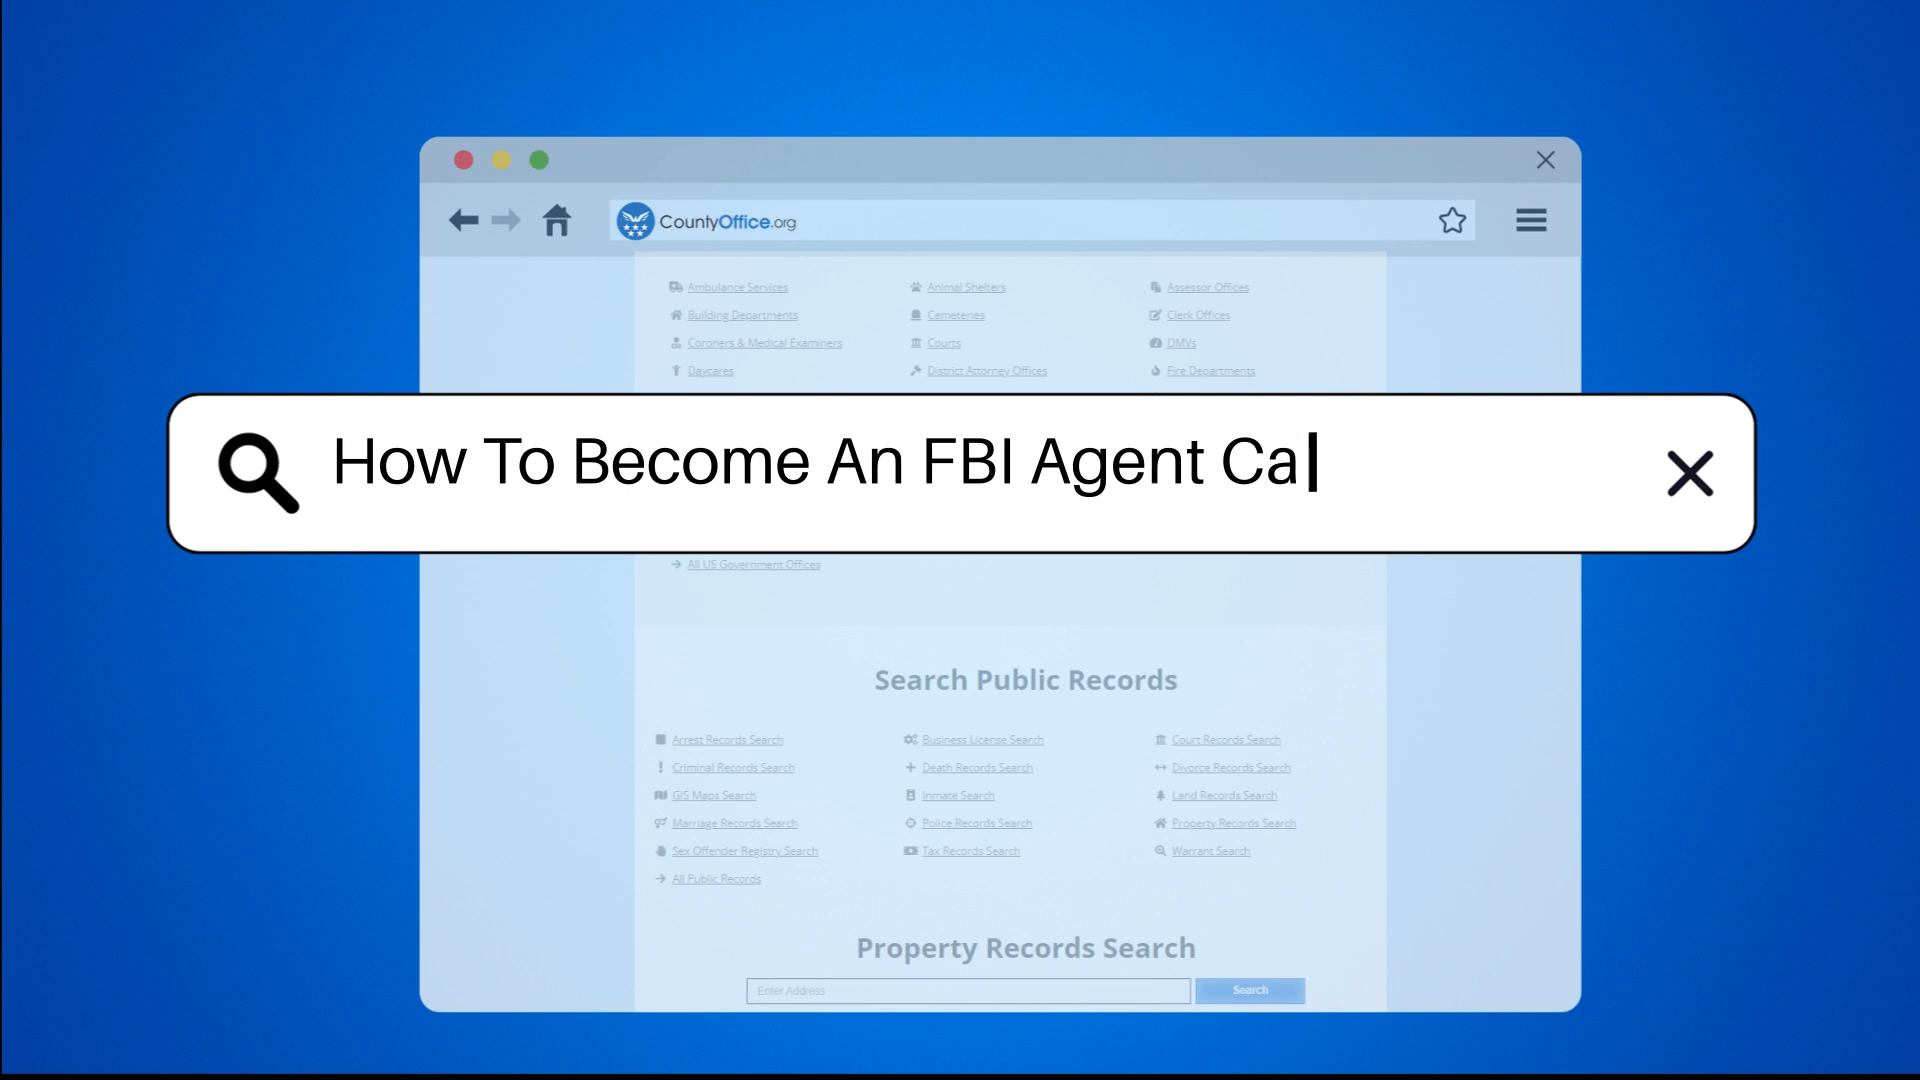 CountyOffice.org
Ambulance Services Animal Shelters Assessor Offices
Building Departments Cemeteries Clerk Offices
Coroners & Medical Examiners Courts DMVs
Daycares District Attorney Offices Fire Departments
How To Become An FBI Agent Ca
All US Government Offices
Search Public Records
Arrest Records Search Business License Search Court Records Search
Criminal Records Search Death Records Search Divorce Records Search
GIS Maps Search Inmate Search Land Records Search
Marriage Records Search Police Records Search Property Records Search
Sex Offender Registry Search Tax Records Search Warrant Search
All Public Records
Property Records Search
Enter Address Search